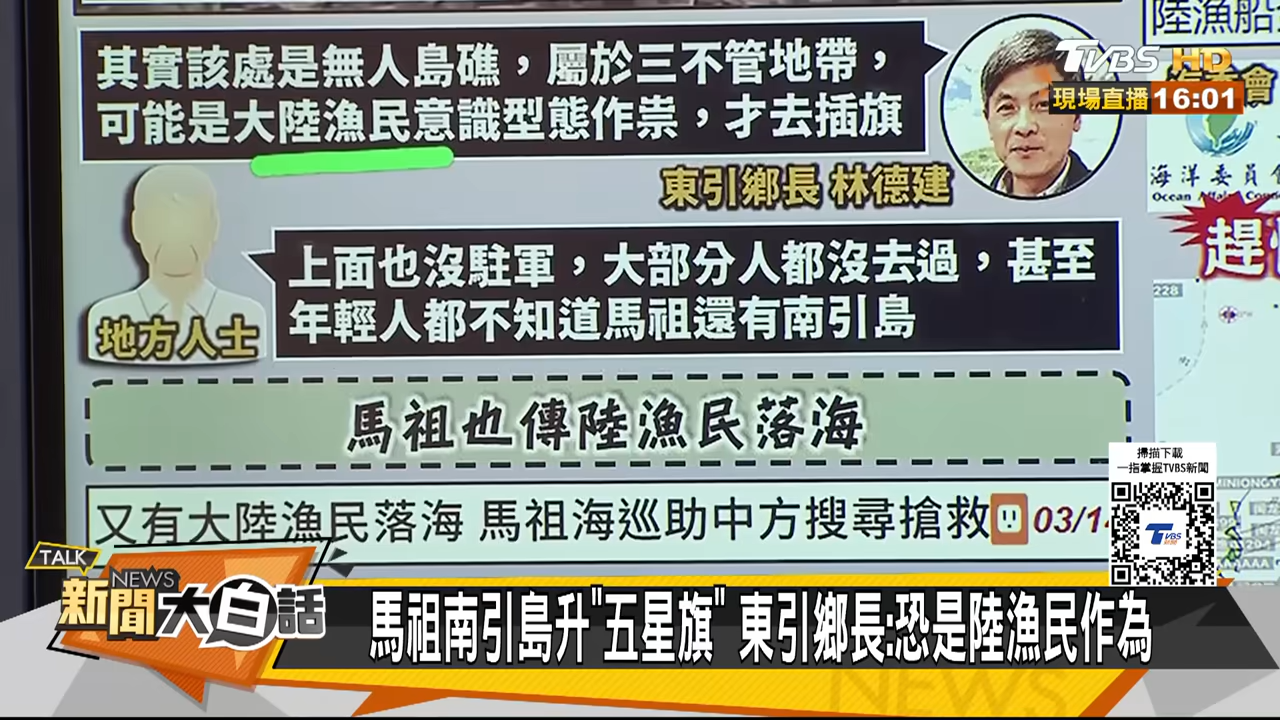 其實該處是無人島礁，屬於三不管地帶，
可能是大陸漁民意識型態作祟，才去插旗
東引鄉長 林德建
陸漁船
TVBS HD
現場直播 16:01
海洋委員會
Ocean Affairs
趕
228
地方人士
上面也沒駐軍，大部分人都沒去過，甚至
年輕人都不知道馬祖還有南引島
馬祖也傳陸漁民落海
又有大陸漁民落海 馬祖海巡助中方搜尋搶救 03/1
掃描下載
一指掌握TVBS新聞
TVBS
新聞
TALK
NEWS
新聞大白話
馬祖南引島升"五星旗" 東引鄉長:恐是陸漁民作為
NEWS